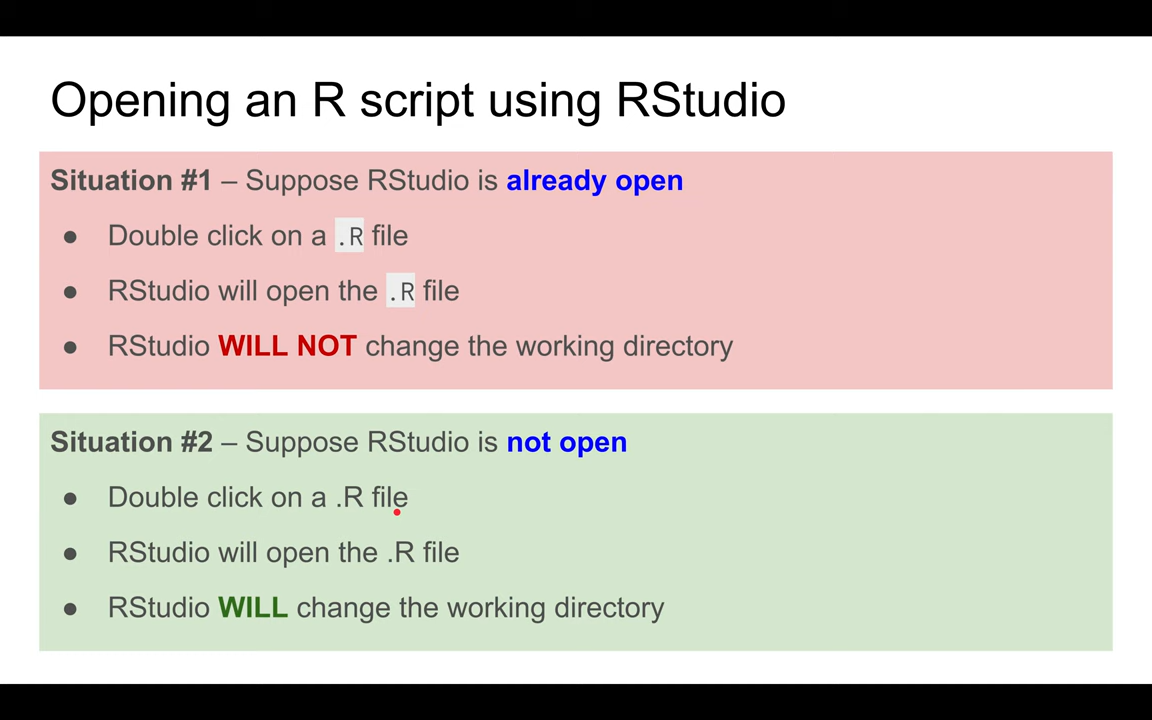 Opening an R script using RStudio
Situation #1 – Suppose RStudio is already open
● Double click on a .R file
● RStudio will open the .R file
● RStudio WILL NOT change the working directory
Situation #2 – Suppose RStudio is not open
● Double click on a .R file
● RStudio will open the .R file
● RStudio WILL change the working directory